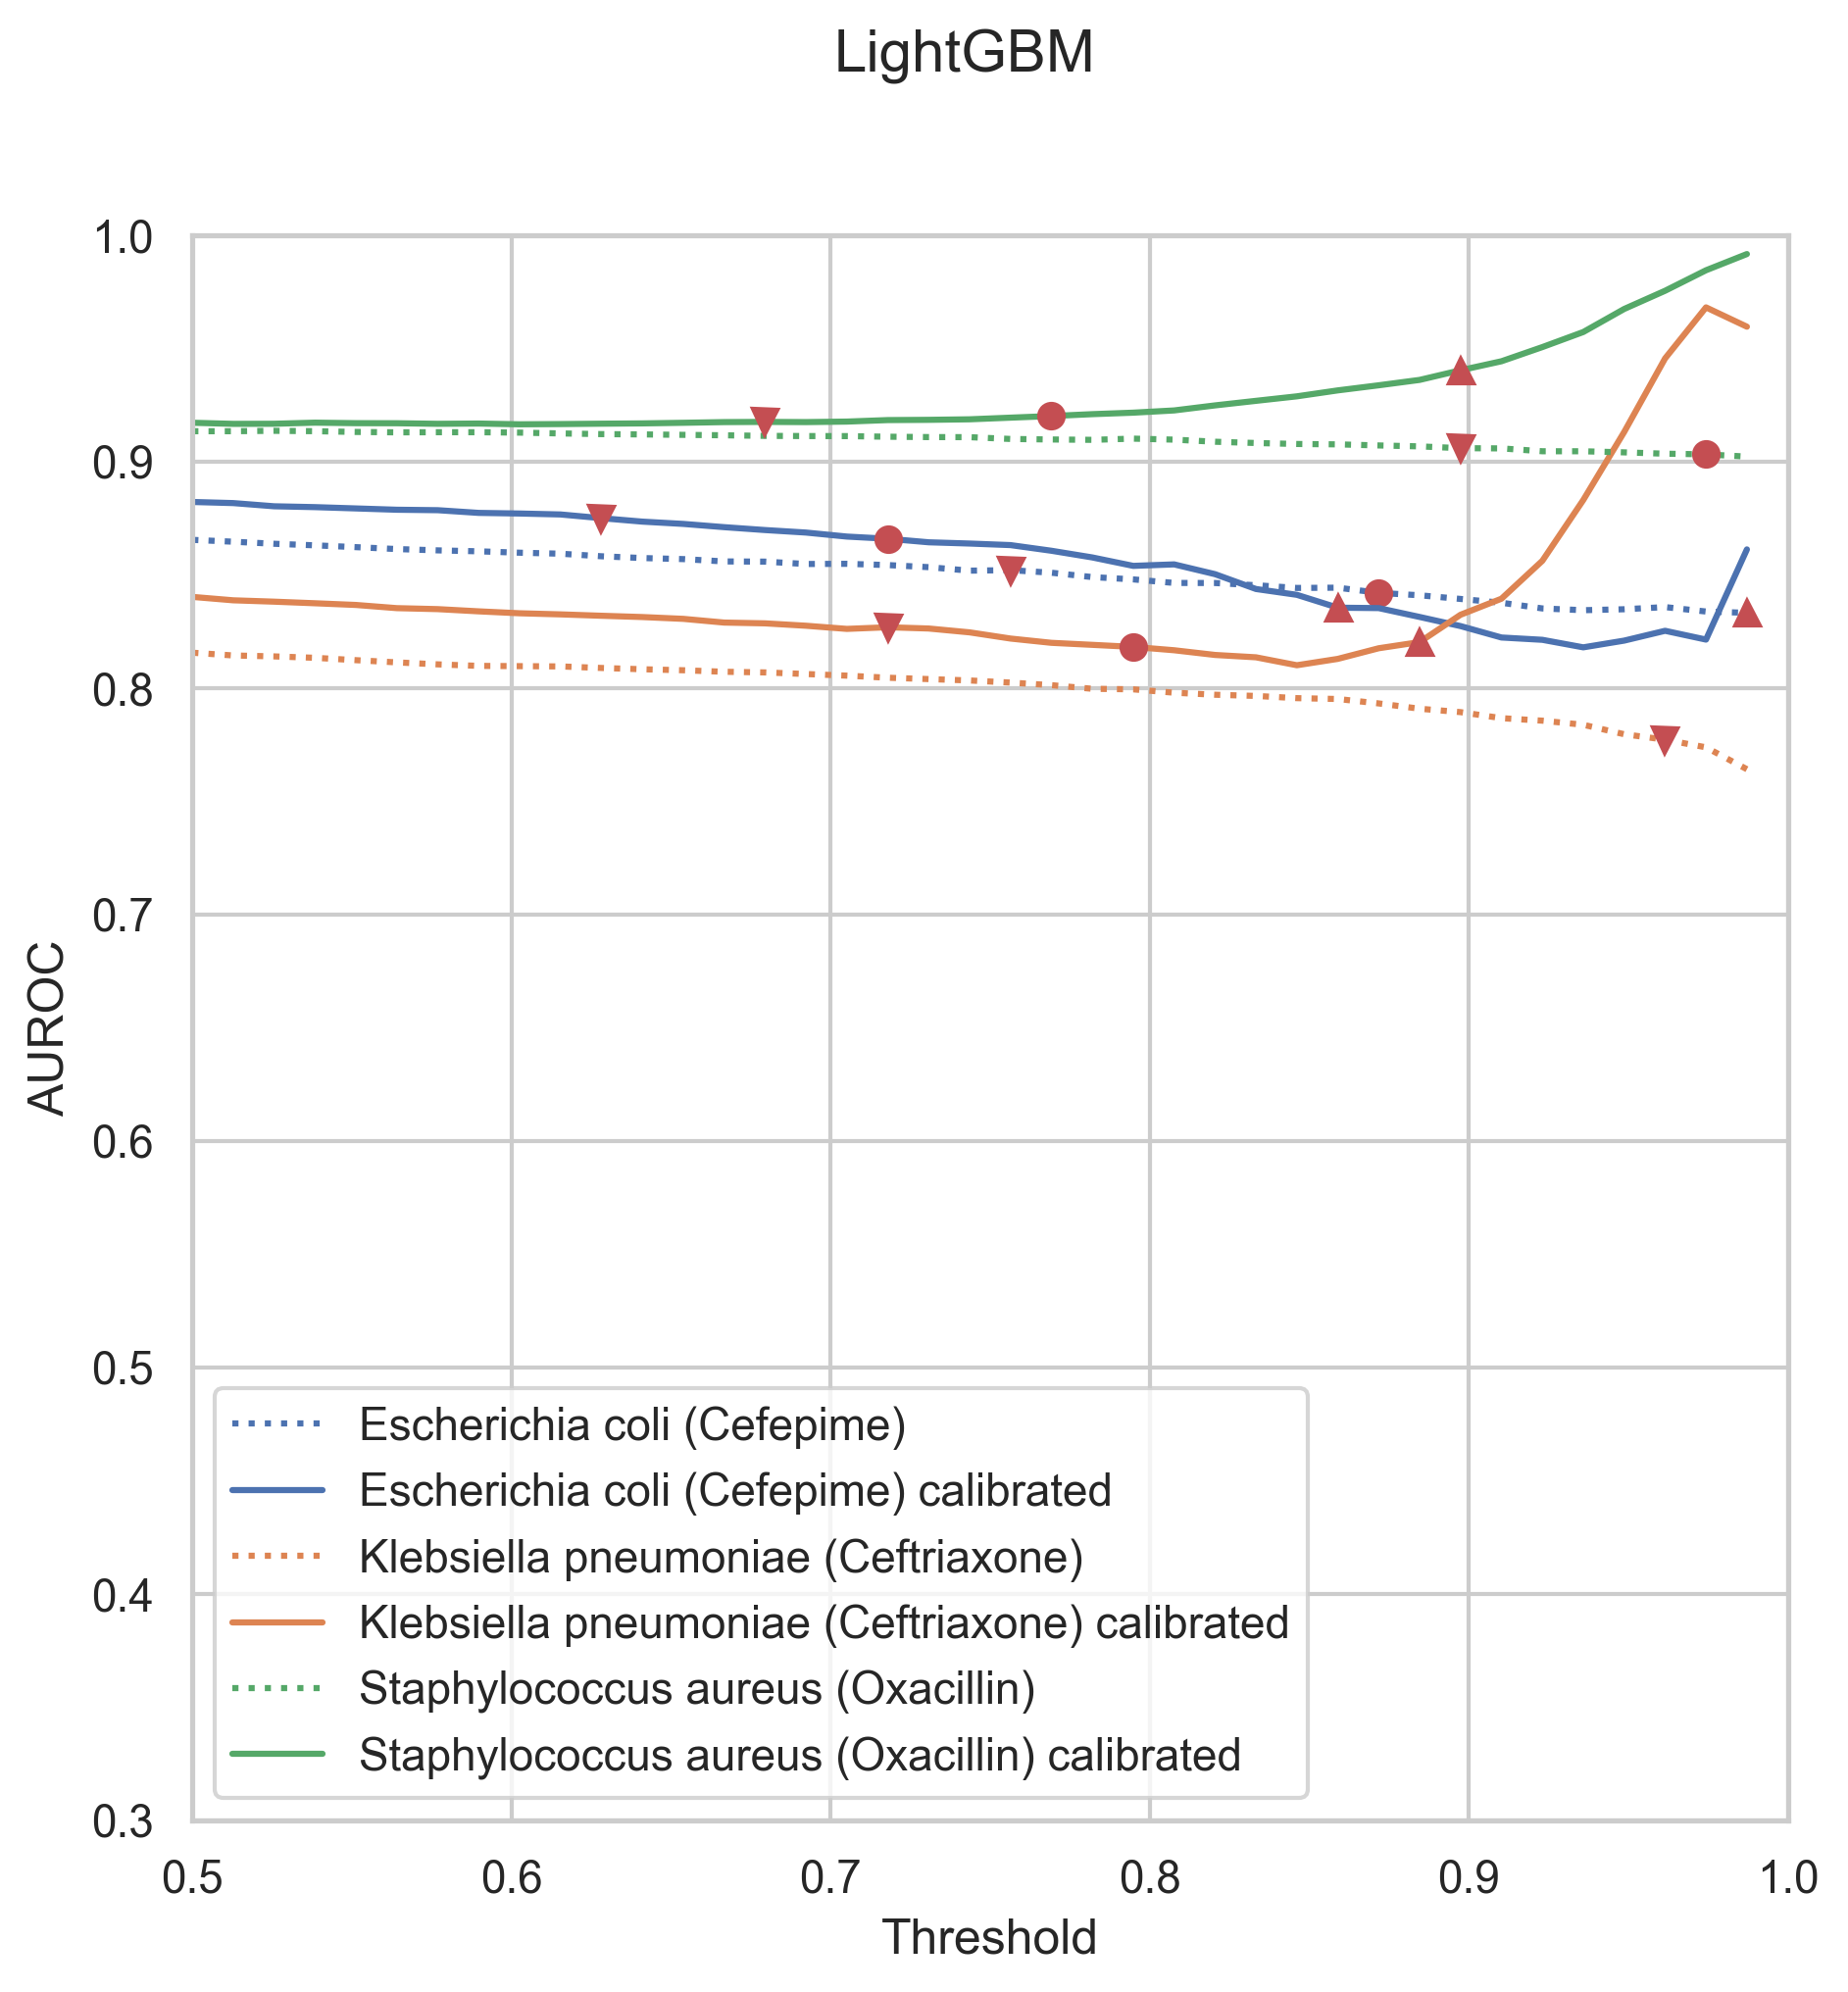 LightGBM
1.0
0.9
0.8
0.7
0.6
0.5
0.4
0.3
AUROC
Escherichia coli (Cefepime)
Escherichia coli (Cefepime) calibrated
Klebsiella pneumoniae (Ceftriaxone)
Klebsiella pneumoniae (Ceftriaxone) calibrated
Staphylococcus aureus (Oxacillin)
Staphylococcus aureus (Oxacillin) calibrated
0.5 0.6 0.7 0.8 0.9 1.0
Threshold